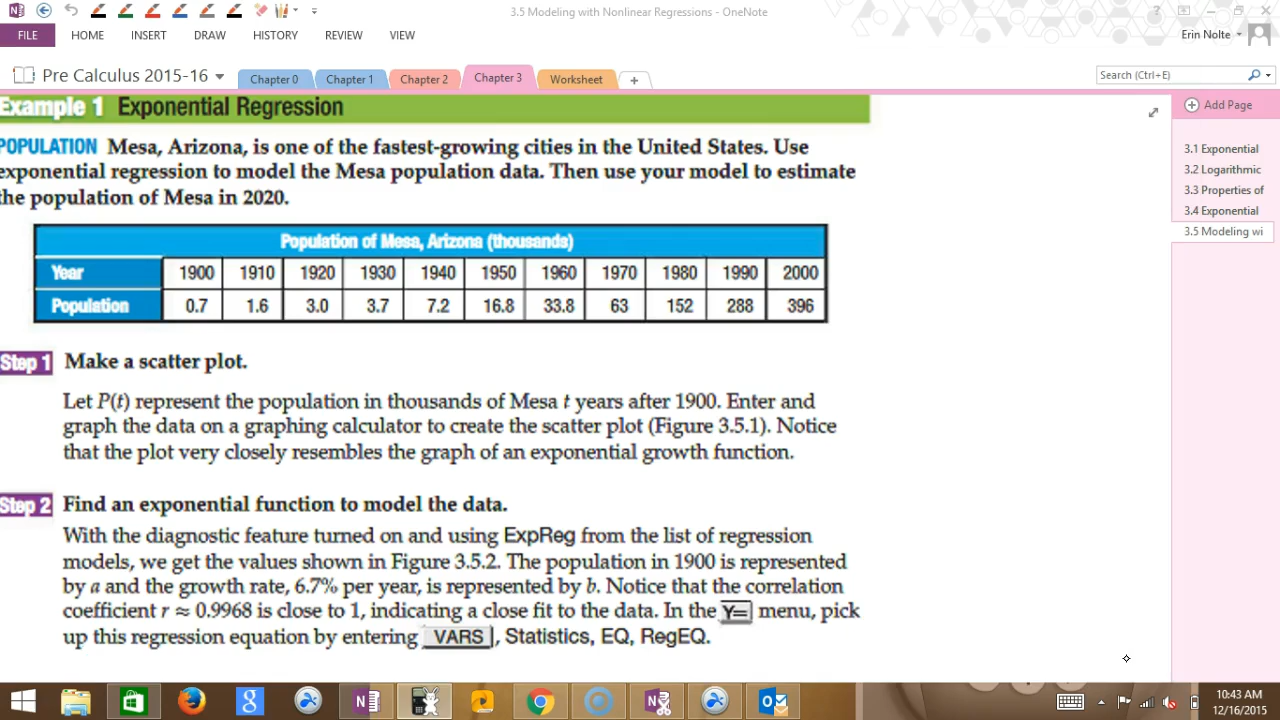 3.5 Modeling with Nonlinear Regressions - OneNote
FILE HOME INSERT DRAW HISTORY REVIEW VIEW
Erin Nolte
Pre Calculus 2015-16 Chapter 0 Chapter 1 Chapter 2 Chapter 3 Worksheet
Search (Ctrl+E)
Add Page
3.1 Exponential
3.2 Logarithmic
3.3 Properties of
3.4 Exponential
3.5 Modeling wi
Example 1 Exponential Regression
POPULATION Mesa, Arizona, is one of the fastest-growing cities in the United States. Use
exponential regression to model the Mesa population data. Then use your model to estimate
the population of Mesa in 2020.
Population of Mesa, Arizona (thousands)
Year 1900 1910 1920 1930 1940 1950 1960 1970 1980 1990 2000
Population 0.7 1.6 3.0 3.7 7.2 16.8 33.8 63 152 288 396
Step 1 Make a scatter plot.
Let P(t) represent the population in thousands of Mesa t years after 1900. Enter and
graph the data on a graphing calculator to create the scatter plot (Figure 3.5.1). Notice
that the plot very closely resembles the graph of an exponential growth function.
Step 2 Find an exponential function to model the data.
With the diagnostic feature turned on and using ExpReg from the list of regression
models, we get the values shown in Figure 3.5.2. The population in 1900 is represented
by a and the growth rate, 6.7% per year, is represented by b. Notice that the correlation
coefficient r ≈ 0.9968 is close to 1, indicating a close fit to the data. In the Y= menu, pick
up this regression equation by entering VARS , Statistics, EQ, RegEQ.
10:43 AM
12/16/2015